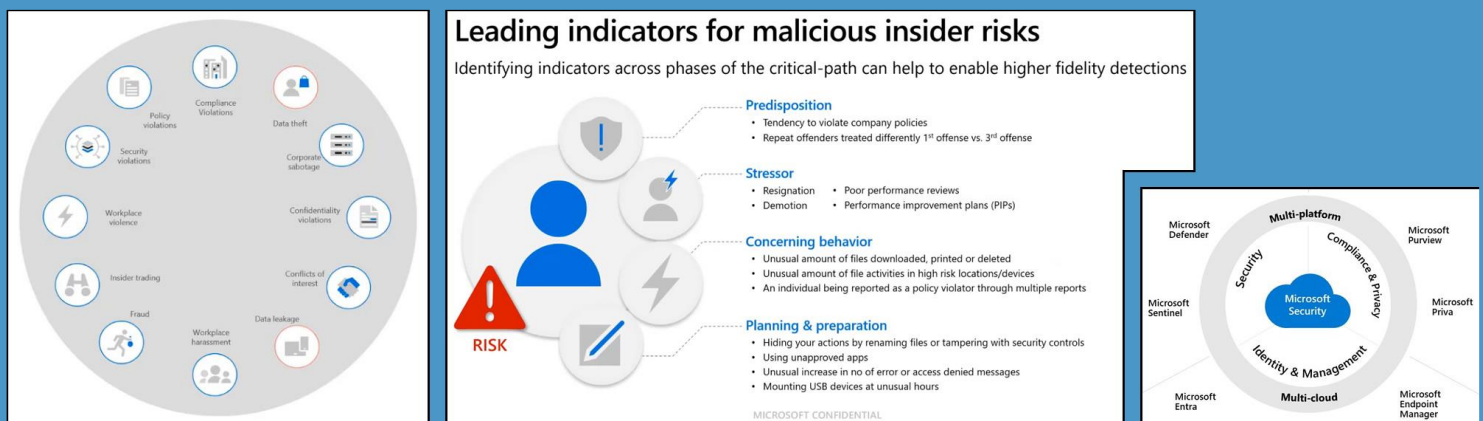 Compliance
Violations
Data theft
Corporate
sabotage
Confidentiality
violations
Conflicts of
interest
Data leakage
Workplace
harassment
Fraud
Insider trading
Workplace
violence
Security
violations
Policy
violations
Leading indicators for malicious insider risks
Identifying indicators across phases of the critical-path can help to enable higher fidelity detections
RISK
Predisposition
• Tendency to violate company policies
• Repeat offenders treated differently 1st offense vs. 3rd offense
Stressor
• Resignation • Poor performance reviews
• Demotion • Performance improvement plans (PIPs)
Concerning behavior
• Unusual amount of files downloaded, printed or deleted
• Unusual amount of file activities in high risk locations/devices
• An individual being reported as a policy violator through multiple reports
Planning & preparation
• Hiding your actions by renaming files or tampering with security controls
• Using unapproved apps
• Unusual increase in no of error or access denied messages
• Mounting USB devices at unusual hours
MICROSOFT CONFIDENTIAL
Multi-platform
Microsoft
Defender
Microsoft
Purview
Security
Compliance & Privacy
Microsoft
Security
Microsoft
Sentinel
Microsoft
Priva
Identity & Management
Multi-cloud
Microsoft
Entra
Microsoft
Endpoint
Manager